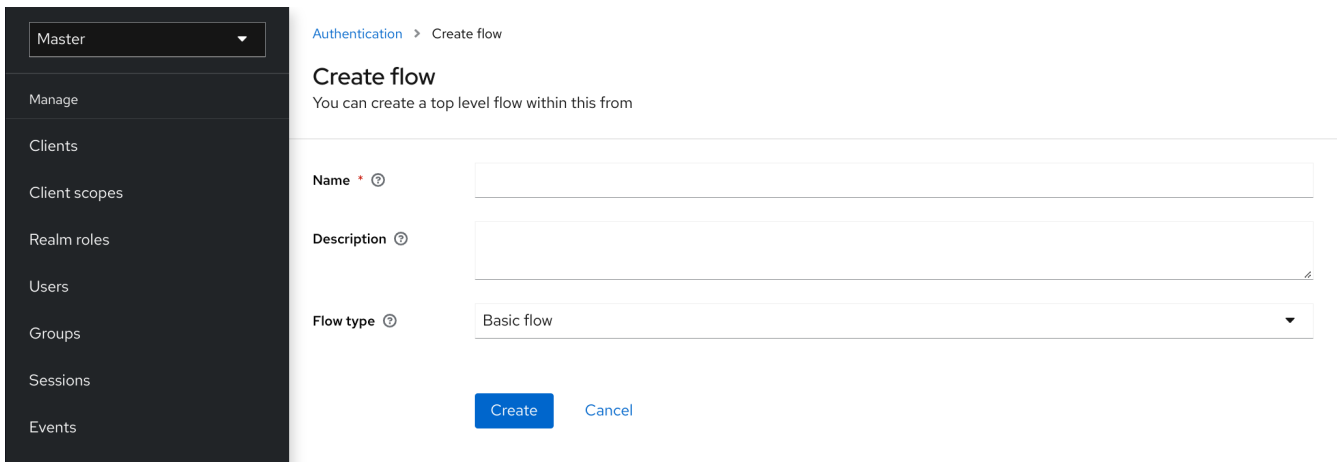 Master
Manage
Clients
Client scopes
Realm roles
Users
Groups
Sessions
Events
Authentication > Create flow
Create flow
You can create a top level flow within this from
Name *
Description
Flow type
Basic flow
Create
Cancel